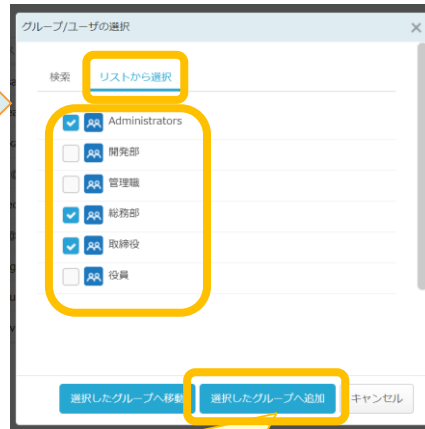 グループ/ユーザの選択
検索 リストから選択
Administrators
開発部
管理職
総務部
取締役
役員
選択したグループへ移動 選択したグループへ追加 キャンセル